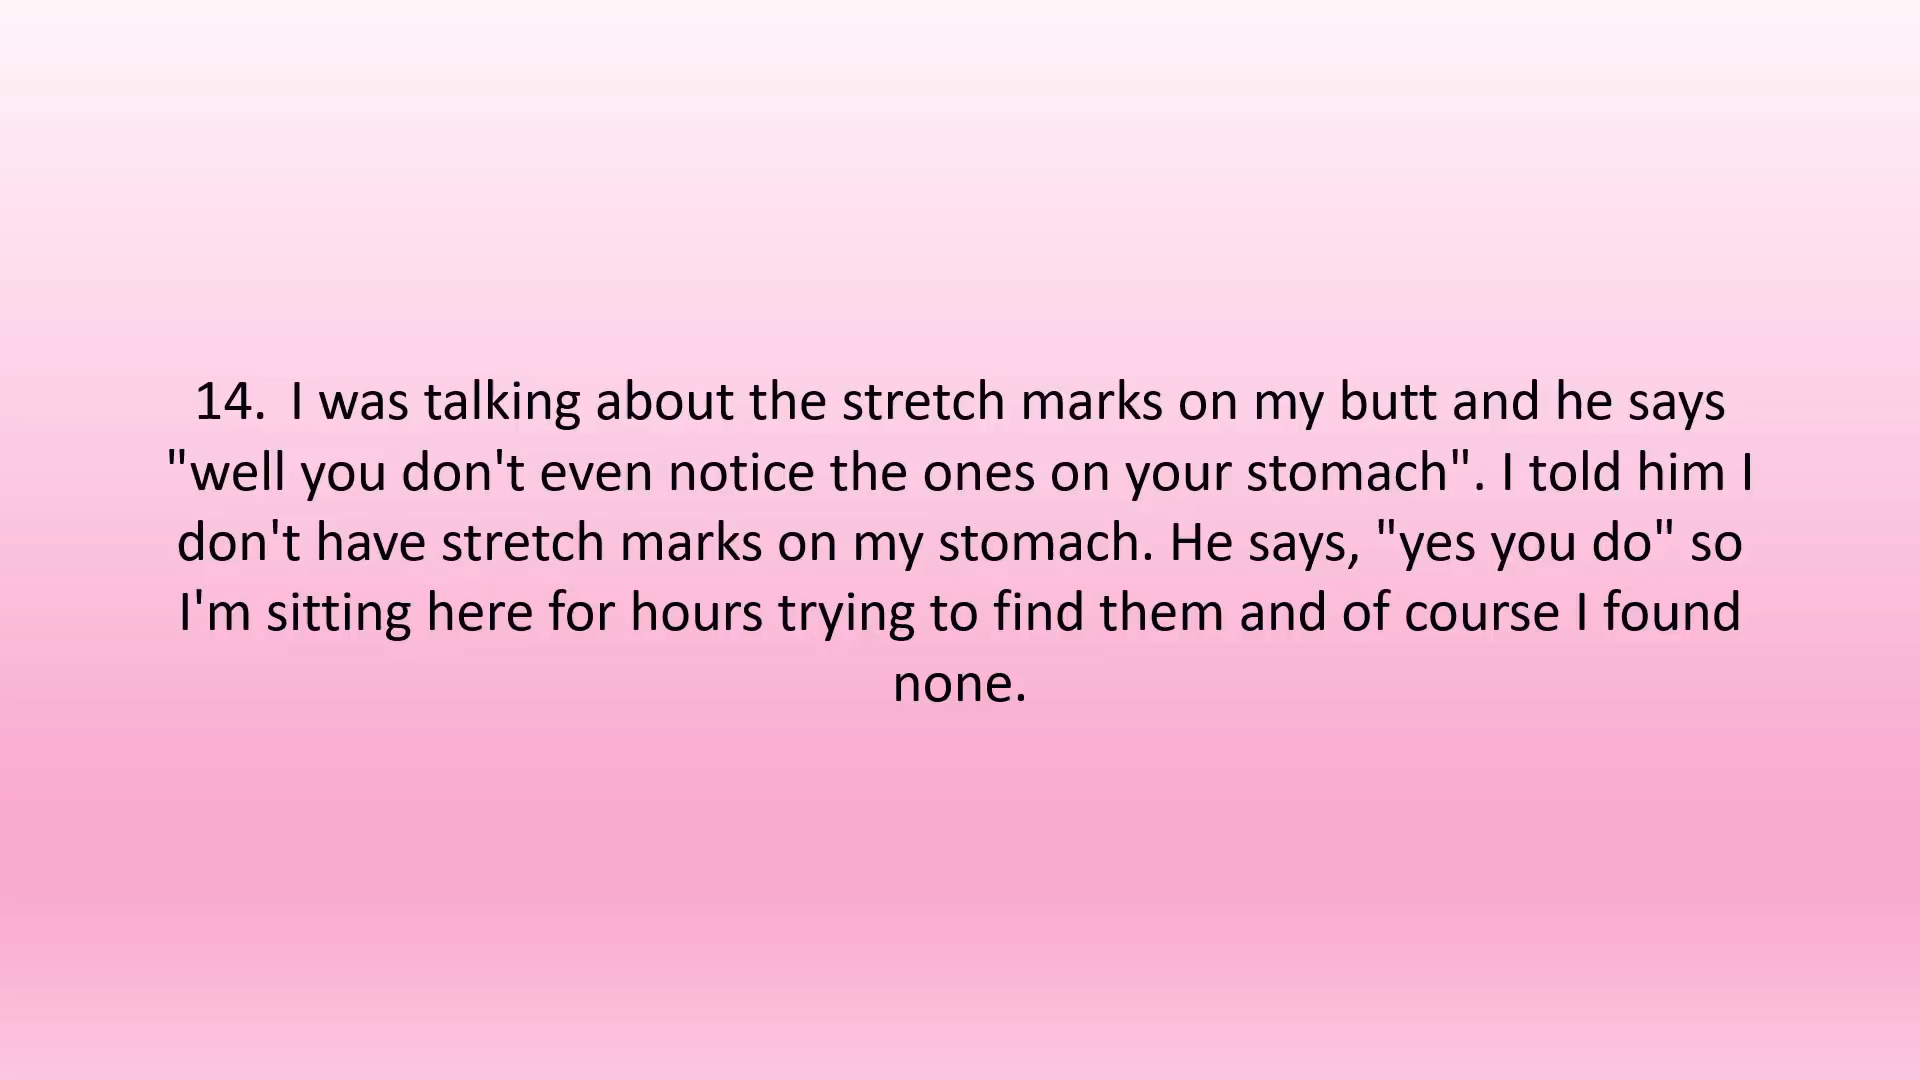 14. I was talking about the stretch marks on my butt and he says
"well you don't even notice the ones on your stomach". I told him I
don't have stretch marks on my stomach. He says, "yes you do" so
I'm sitting here for hours trying to find them and of course I found
none.